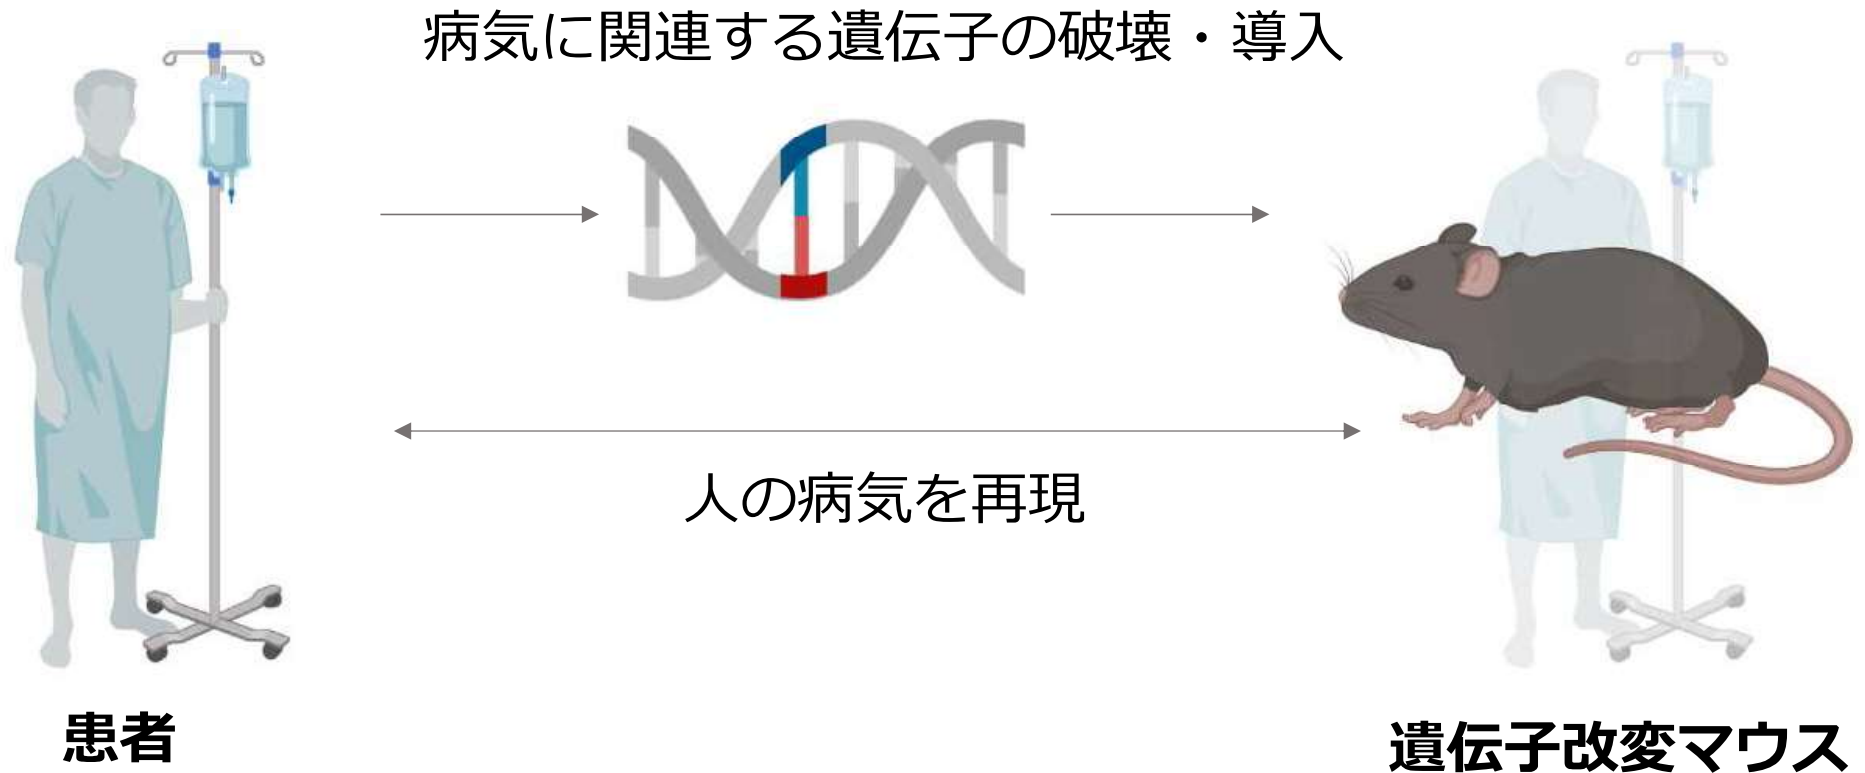 病気に関連する遺伝子の破壊・導入
人の病気を再現
患者
遺伝子改変マウス